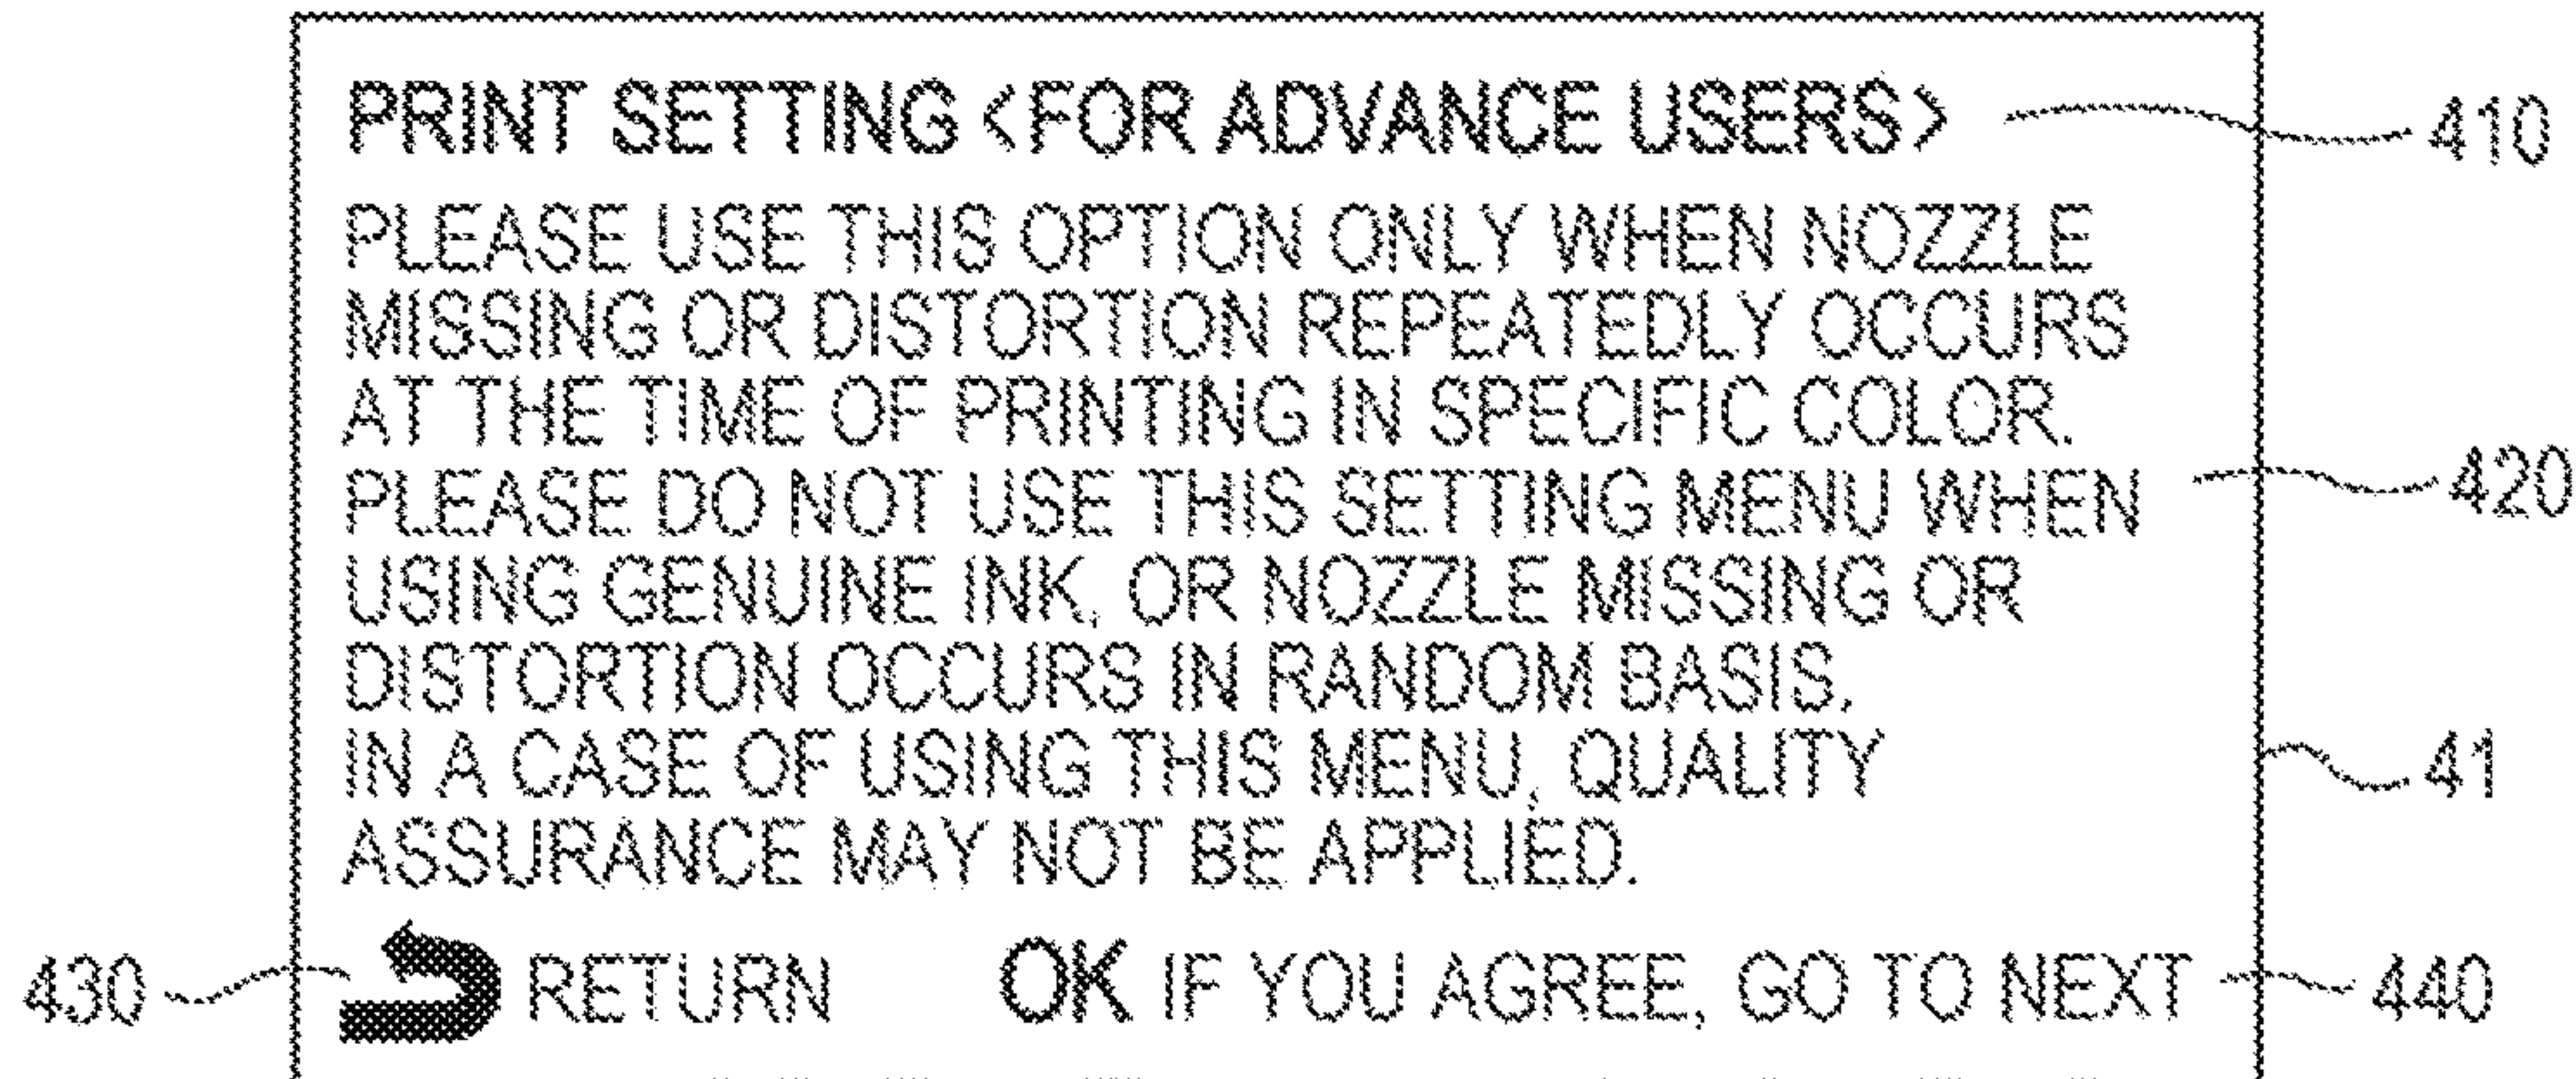 PRINT SETTING <FOR ADVANCE USERS>
410
PLEASE USE THIS OPTION ONLY WHEN NOZZLE
MISSING OR DISTORTION REPEATEDLY OCCURS
AT THE TIME OF PRINTING IN SPECIFIC COLOR.
PLEASE DO NOT USE THIS SETTING MENU WHEN
420
USING GENUINE INK, OR NOZZLE MISSING OR
DISTORTION OCCURS IN RANDOM BASIS.
IN A CASE OF USING THIS MENU, QUALITY
41
ASSURANCE MAY NOT BE APPLIED.
430
RETURN
OK IF YOU AGREE, GO TO NEXT
440